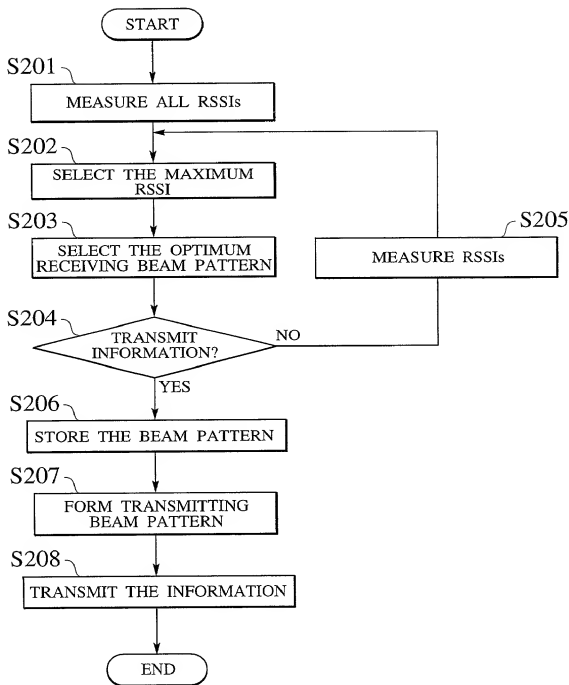 START
S201
MEASURE ALL RSSIs
S202
SELECT THE MAXIMUM
RSSI
S203
SELECT THE OPTIMUM
RECEIVING BEAM PATTERN
S205
MEASURE RSSIs
S204
TRANSMIT
INFORMATION?
NO
YES
S206
STORE THE BEAM PATTERN
S207
FORM TRANSMITTING
BEAM PATTERN
S208
TRANSMIT THE INFORMATION
END